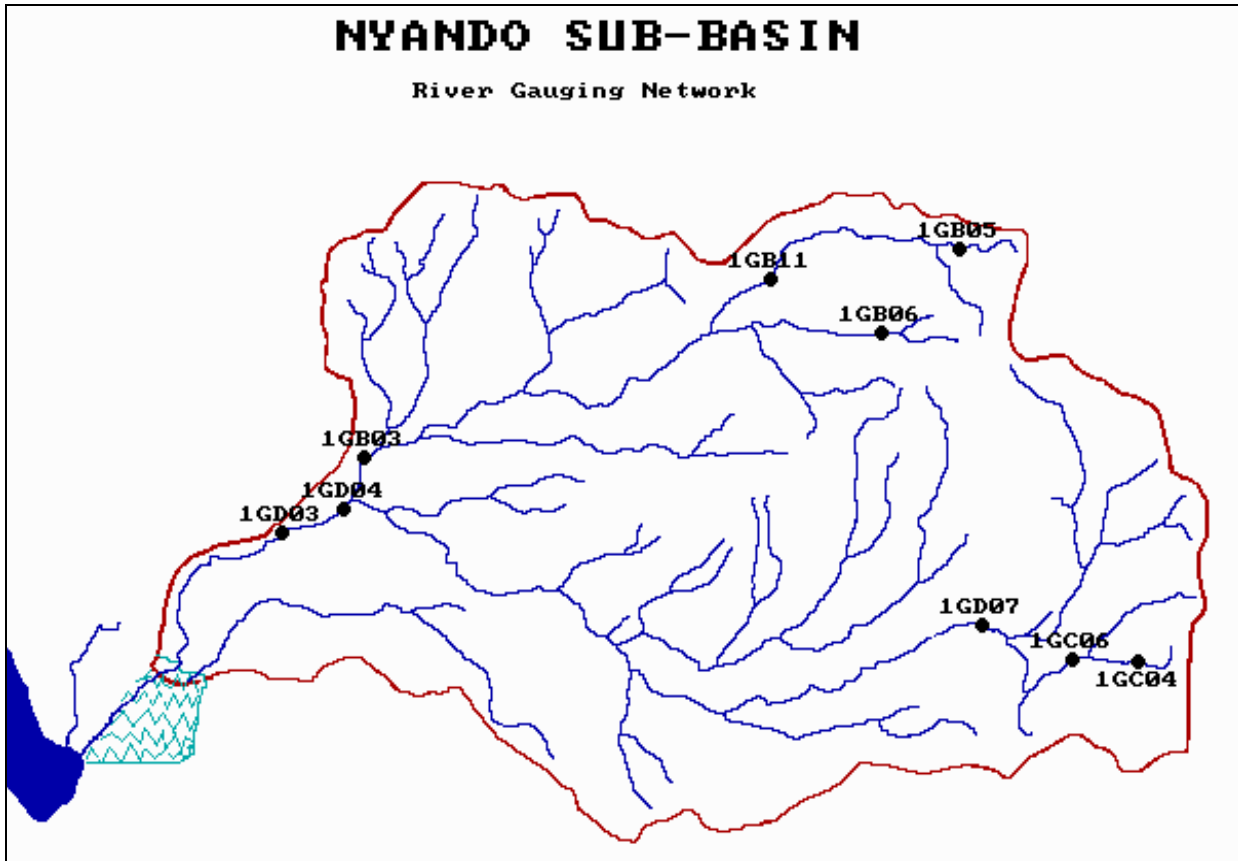 NYANDO SUB-BASIN
River Gauging Network
1GB05
1GB11
1GB06
1GB03
1GD04
1GD03
1GD07
1GC06
1GC04